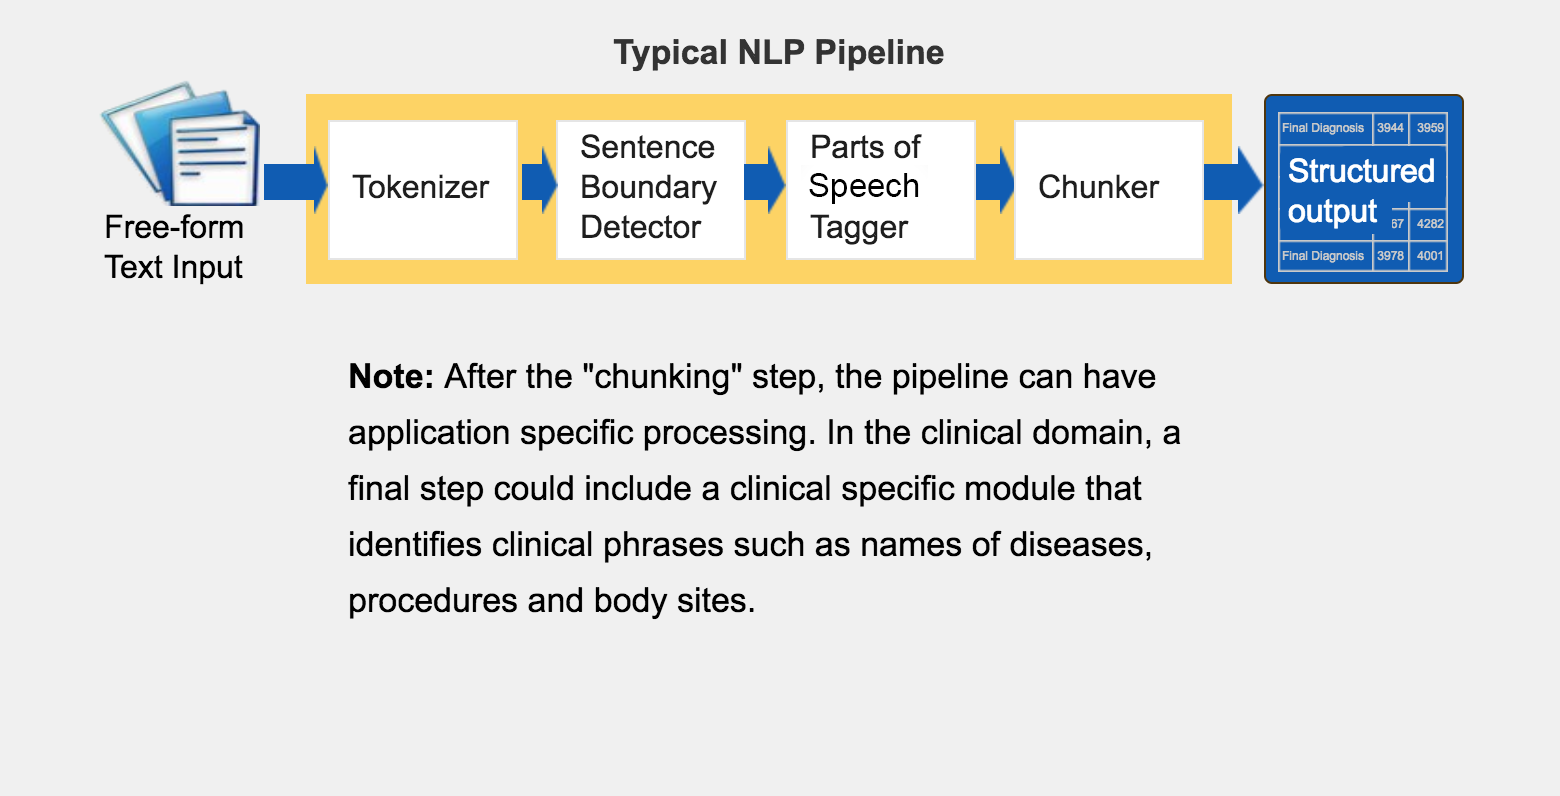 Typical NLP Pipeline
Free-form
Text Input
Tokenizer
Sentence
Boundary
Detector
Parts of
Speech
Tagger
Chunker
Final Diagnosis 3944 3959
Structured
output
67 4282
Final Diagnosis 3978 4001
Note: After the "chunking" step, the pipeline can have
application specific processing. In the clinical domain, a
final step could include a clinical specific module that
identifies clinical phrases such as names of diseases,
procedures and body sites.